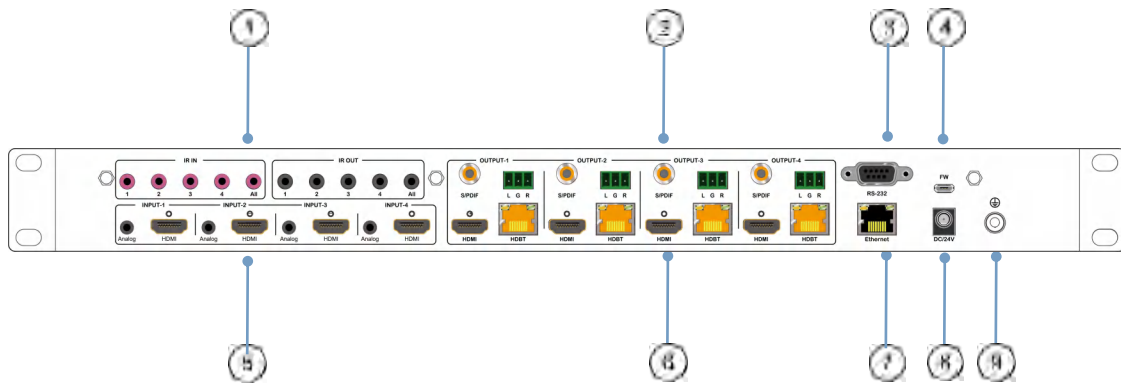 1 2 3 4
IR IN IR OUT OUTPUT-1 OUTPUT-2 OUTPUT-3 OUTPUT-4
FW
1 2 3 4 All 1 2 3 4 All S/PDIF L G R S/PDIF L G R S/PDIF L G R S/PDIF L G R RS-232
INPUT-1 INPUT-2 INPUT-3 INPUT-4
Analog HDMI Analog HDMI Analog HDMI Analog HDMI HDMI HDBT HDMI HDBT HDMI HDBT HDMI HDBT Ethernet DC/24V
5 6 7 8 9